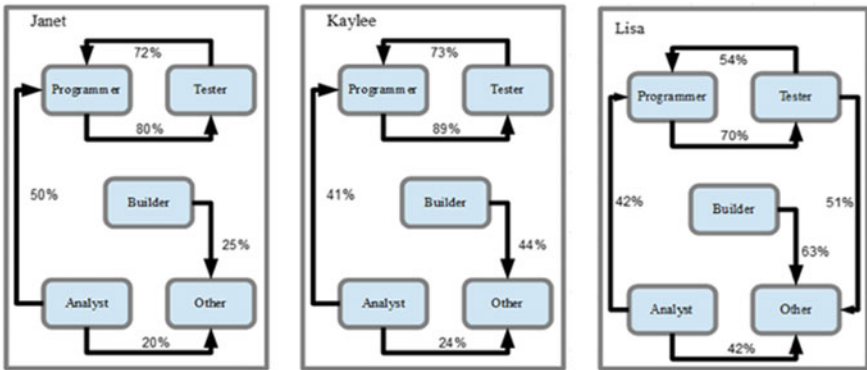 Janet
72%
Programmer
Tester
80%
50%
Builder
25%
Analyst
Other
20%
Kaylee
73%
Programmer
Tester
89%
41%
Builder
44%
Analyst
Other
24%
Lisa
54%
Programmer
Tester
70%
42%
51%
Builder
63%
Analyst
Other
42%